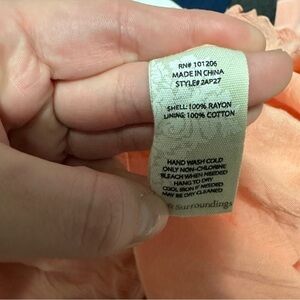 RN# 101206
MADE IN CHINA
STYLE# 2AP27
SHELL: 100% RAYON
LINING: 100% COTTON
HAND WASH COLD
ONLY NON-CHLORINE
BLEACH WHEN NEEDED
HANG TO DRY
COOL IRON IF NEEDED
MAY BE DRY CLEANED
Surroundings